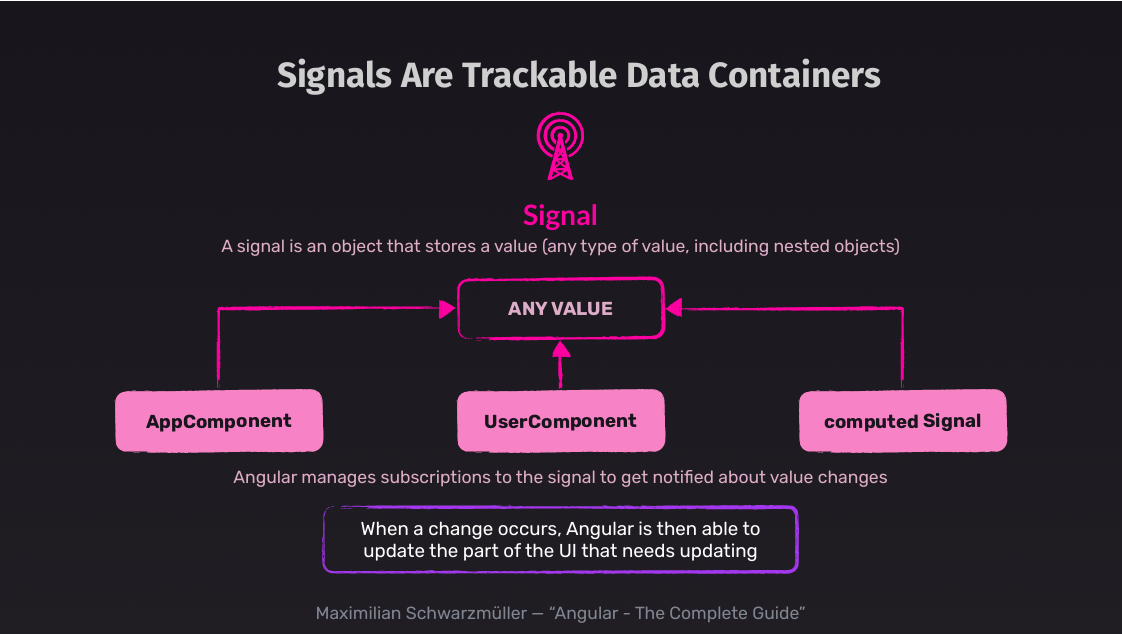 Signals Are Trackable Data Containers
Signal
A signal is an object that stores a value (any type of value, including nested objects)
ANY VALUE
AppComponent
UserComponent
computed Signal
Angular manages subscriptions to the signal to get notified about value changes
When a change occurs, Angular is then able to
update the part of the UI that needs updating
Maximilian Schwarzmüller — “Angular - The Complete Guide”